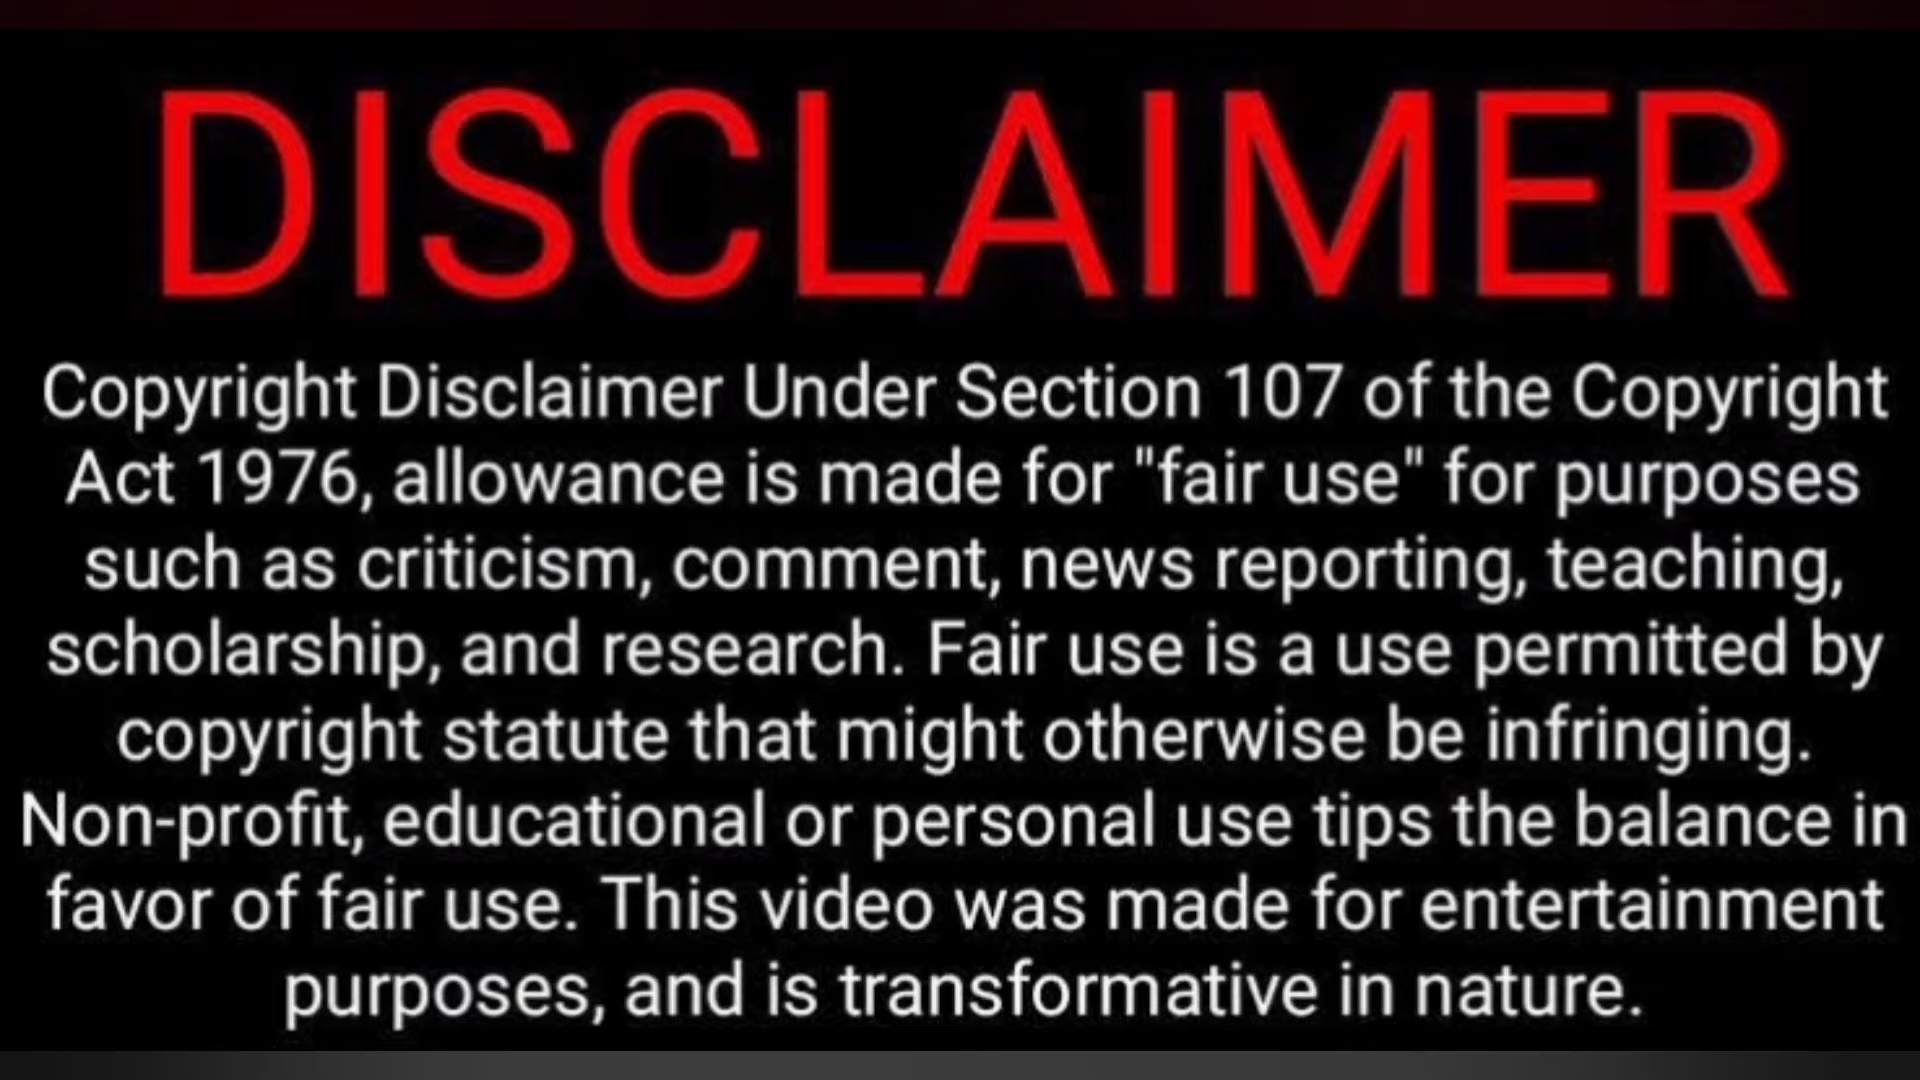 DISCLAIMER
Copyright Disclaimer Under Section 107 of the Copyright
Act 1976, allowance is made for "fair use" for purposes
such as criticism, comment, news reporting, teaching,
scholarship, and research. Fair use is a use permitted by
copyright statute that might otherwise be infringing.
Non-profit, educational or personal use tips the balance in
favor of fair use. This video was made for entertainment
purposes, and is transformative in nature.